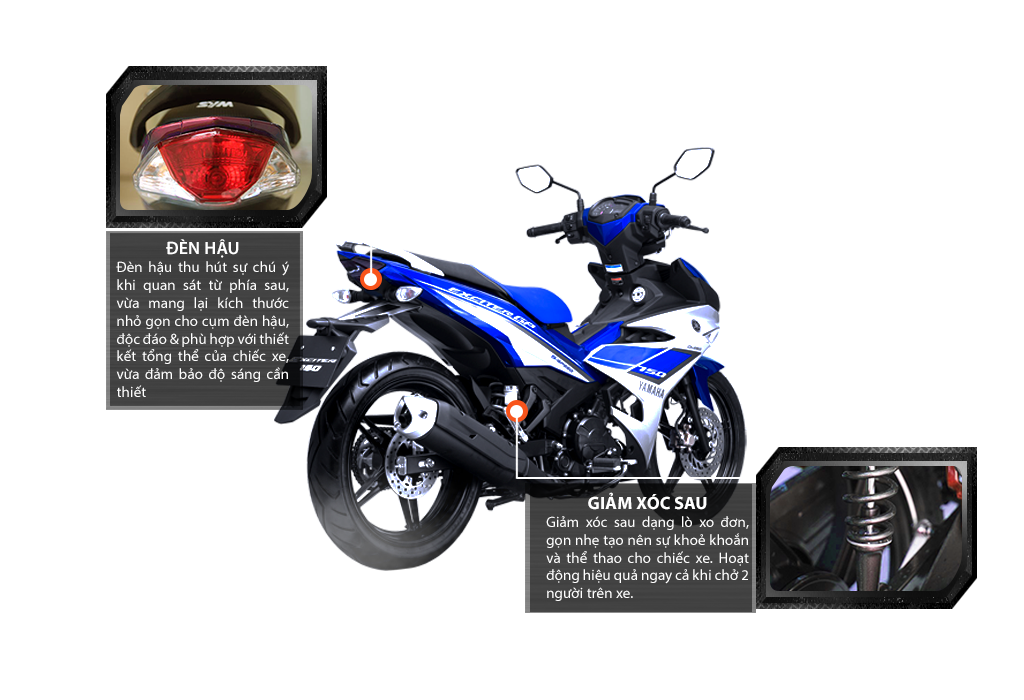 SYM
ĐÈN HẬU
Đèn hậu thu hút sự chú ý
khi quan sát từ phía sau,
vừa mang lại kích thước
nhỏ gọn cho cụm đèn hậu,
độc đáo & phù hợp với thiết
kết tổng thể của chiếc xe,
vừa đảm bảo độ sáng cần
thiết
EXCITER GP
EXCITER
150
150
YAMAHA
GIẢM XÓC SAU
Giảm xóc sau dạng lò xo đơn,
gọn nhẹ tạo nên sự khoẻ khoắn
và thể thao cho chiếc xe. Hoạt
động hiệu quả ngay cả khi chở 2
người trên xe.